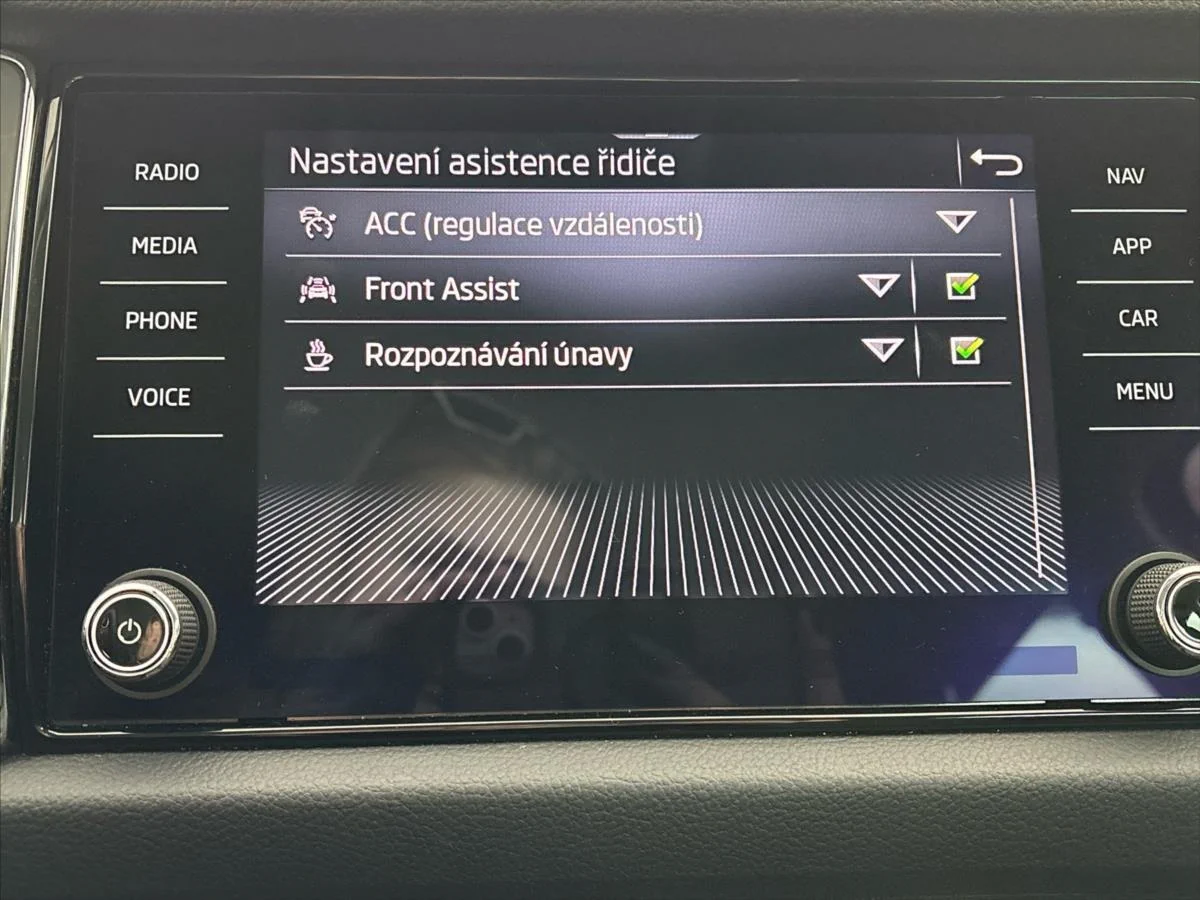 Nastavení asistence řidiče
ACC (regulace vzdálenosti)
Front Assist
Rozpoznávání únavy
RADIO
MEDIA
PHONE
VOICE
NAV
APP
CAR
MENU